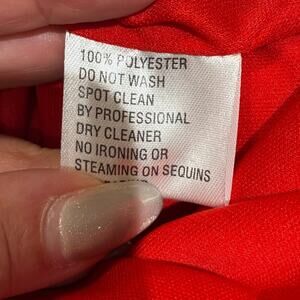 100% POLYESTER
DO NOT WASH
SPOT CLEAN
BY PROFESSIONAL
DRY CLEANER
NO IRONING OR
STEAMING ON SEQUINS